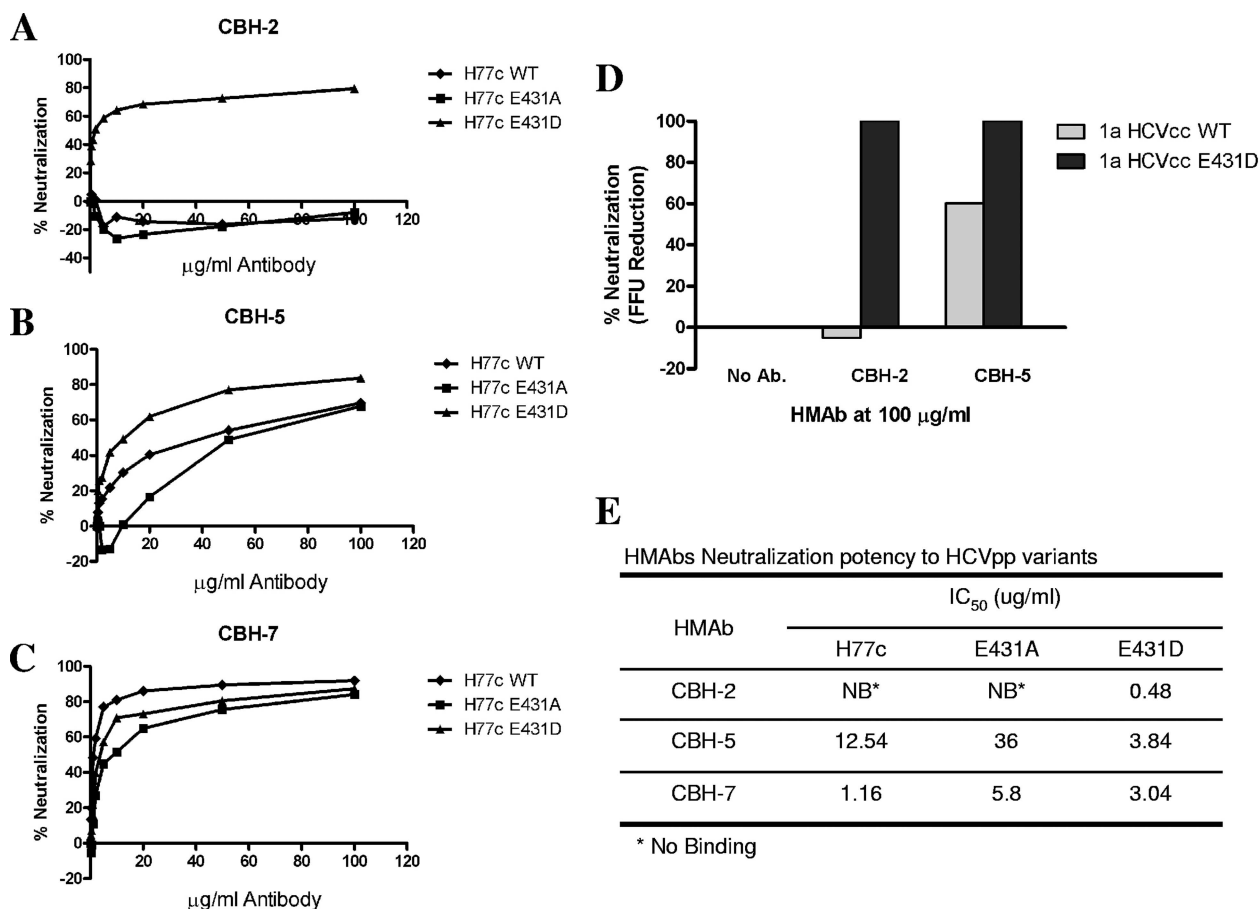 A
CBH-2
100
80
60
40
20
0
-20
-40
20
40
60
80
100
120
% Neutralization
µg/ml Antibody
H77c WT
H77c E431A
H77c E431D
B
CBH-5
100
80
60
40
20
0
-20
20
40
60
80
100
120
% Neutralization
µg/ml Antibody
H77c WT
H77c E431A
H77c E431D
C
CBH-7
100
80
60
40
20
0
-20
20
40
60
80
100
120
% Neutralization
µg/ml Antibody
H77c WT
H77c E431A
H77c E431D
D
100
80
60
40
20
0
-20
% Neutralization
(FFU Reduction)
1a HCVcc WT
1a HCVcc E431D
No Ab. CBH-2 CBH-5
HMAb at 100 µg/ml
E
HMAbs Neutralization potency to HCVpp variants
IC50 (ug/ml)
HMAb
H77c E431A E431D
CBH-2 NB* NB* 0.48
CBH-5 12.54 36 3.84
CBH-7 1.16 5.8 3.04
* No Binding